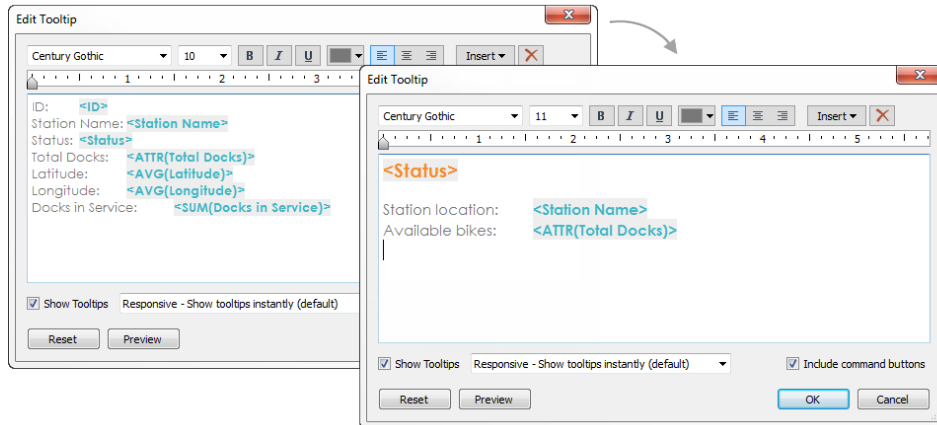 Edit Tooltip
Century Gothic 10 B I U Insert
1 2 3
ID: <ID>
Station Name: <Station Name>
Status: <Status>
Total Docks: <ATTR(Total Docks)>
Latitude: <AVG(Latitude)>
Longitude: <AVG(Longitude)>
Docks in Service: <SUM(Docks in Service)>
Show Tooltips Responsive - Show tooltips instantly (default)
Reset Preview
Edit Tooltip
Century Gothic 11 B I U Insert
1 2 3 4 5
<Status>
Station location: <Station Name>
Available bikes: <ATTR(Total Docks)>
Show Tooltips Responsive - Show tooltips instantly (default) Include command buttons
Reset Preview OK Cancel